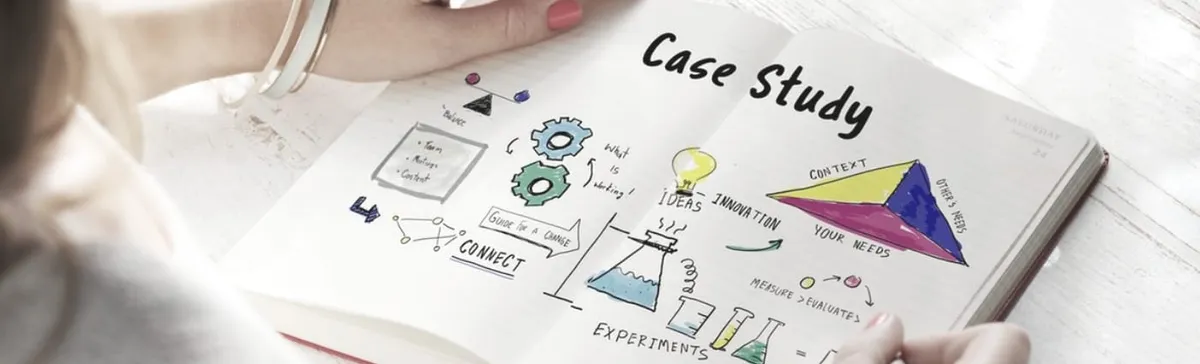 Case Study
SATURDAY
24
Balance
• Team
• Meetings
• Content
What
is
working!
GUIDE FOR A CHANGE
CONNECT
IDEAS
INNOVATION
CONTEXT
OTHER'S NEEDS
YOUR NEEDS
MEASURE > EVALUATES
EXPERIMENTS
=